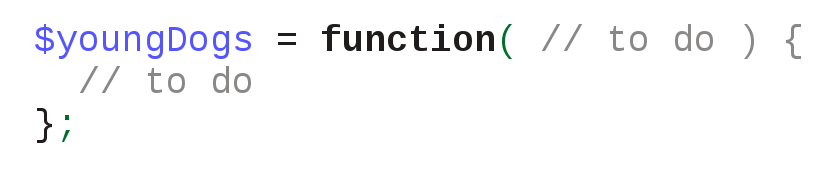 $youngDogs = function( // to do ) {
  // to do
};